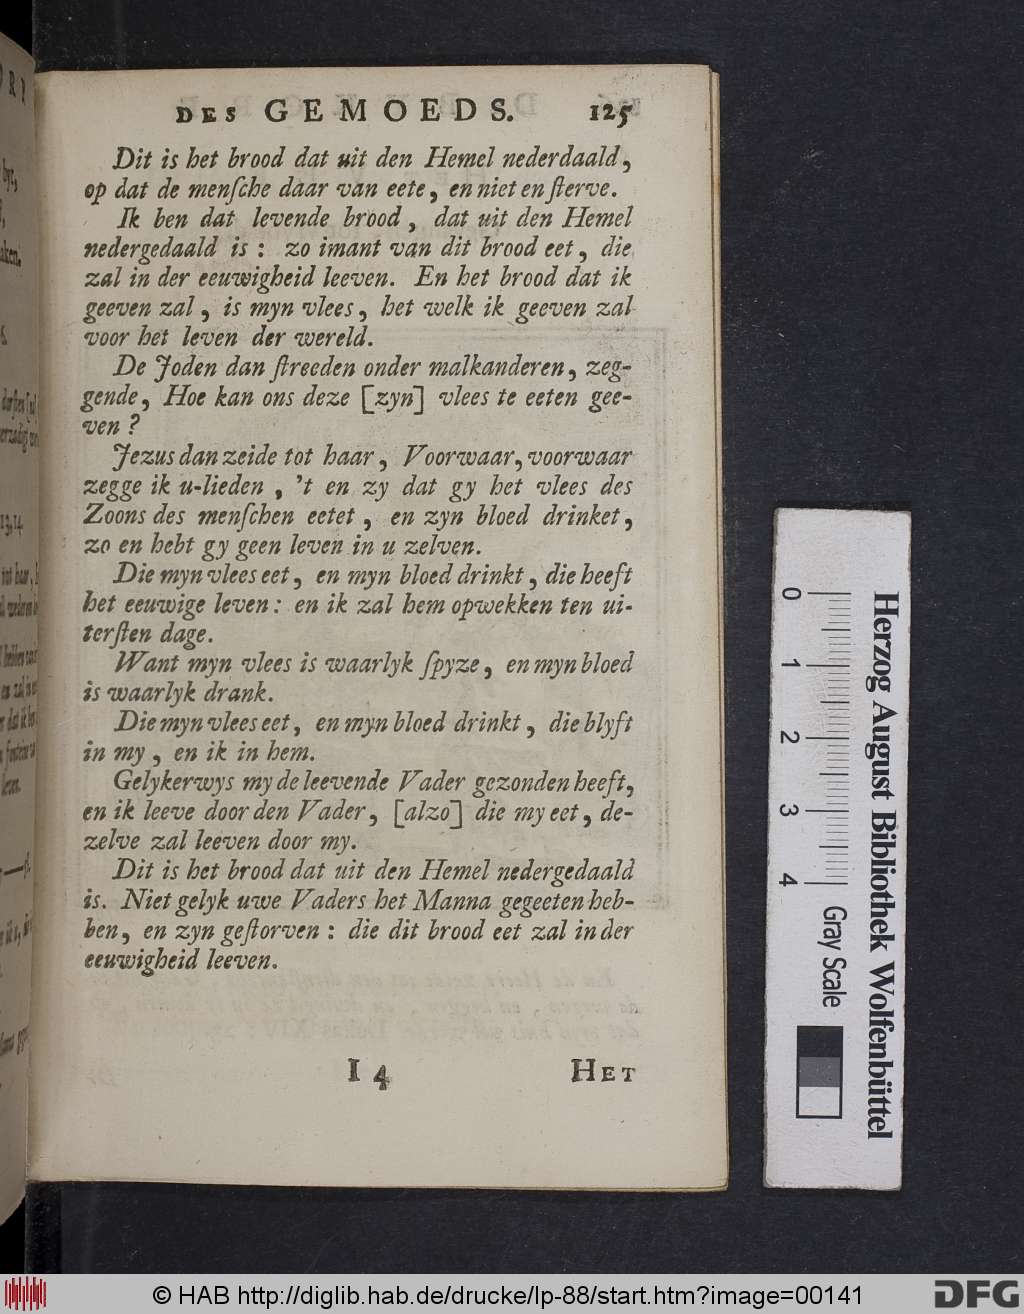 DES GEMOEDS. 125
Dit is het brood dat uit den Hemel nederdaald,
op dat de menſche daar van eete, en niet en ſterve.
Ik ben dat levende brood, dat uit den Hemel
nedergedaald is: zo imant van dit brood eet, die
zal in der eeuwigheid leeven. En het brood dat ik
geeven zal, is myn vlees, het welk ik geeven zal
voor het leven der wereld.
De Joden dan ſtreeden onder malkanderen, zeg-
gende, Hoe kan ons deze [zyn] vlees te eeten gee-
ven?
Jezus dan zeide tot haar, Voorwaar, voorwaar
zegge ik u-lieden, 't en zy dat gy het vlees des
Zoons des menſchen eetet, en zyn bloed drinket,
zo en hebt gy geen leven in u zelven.
Die myn vlees eet, en myn bloed drinkt, die heeft
het eeuwige leven: en ik zal hem opwekken ten ui-
terſten dage.
Want myn vlees is waarlyk ſpyze, en myn bloed
is waarlyk drank.
Die myn vlees eet, en myn bloed drinkt, die blyft
in my, en ik in hem.
Gelykerwys my de leevende Vader gezonden heeft,
en ik leeve door den Vader, [alzo] die my eet, de-
zelve zal leeven door my.
Dit is het brood dat uit den Hemel nedergedaald
is. Niet gelyk uwe Vaders het Manna gegeeten heb-
ben, en zyn geſtorven: die dit brood eet zal in der
eeuwigheid leeven.
I 4 HET
0 1 2 3 4 Gray Scale
Herzog August Bibliothek Wolfenbüttel
© HAB http://diglib.hab.de/drucke/lp-88/start.htm?image=00141
DFG